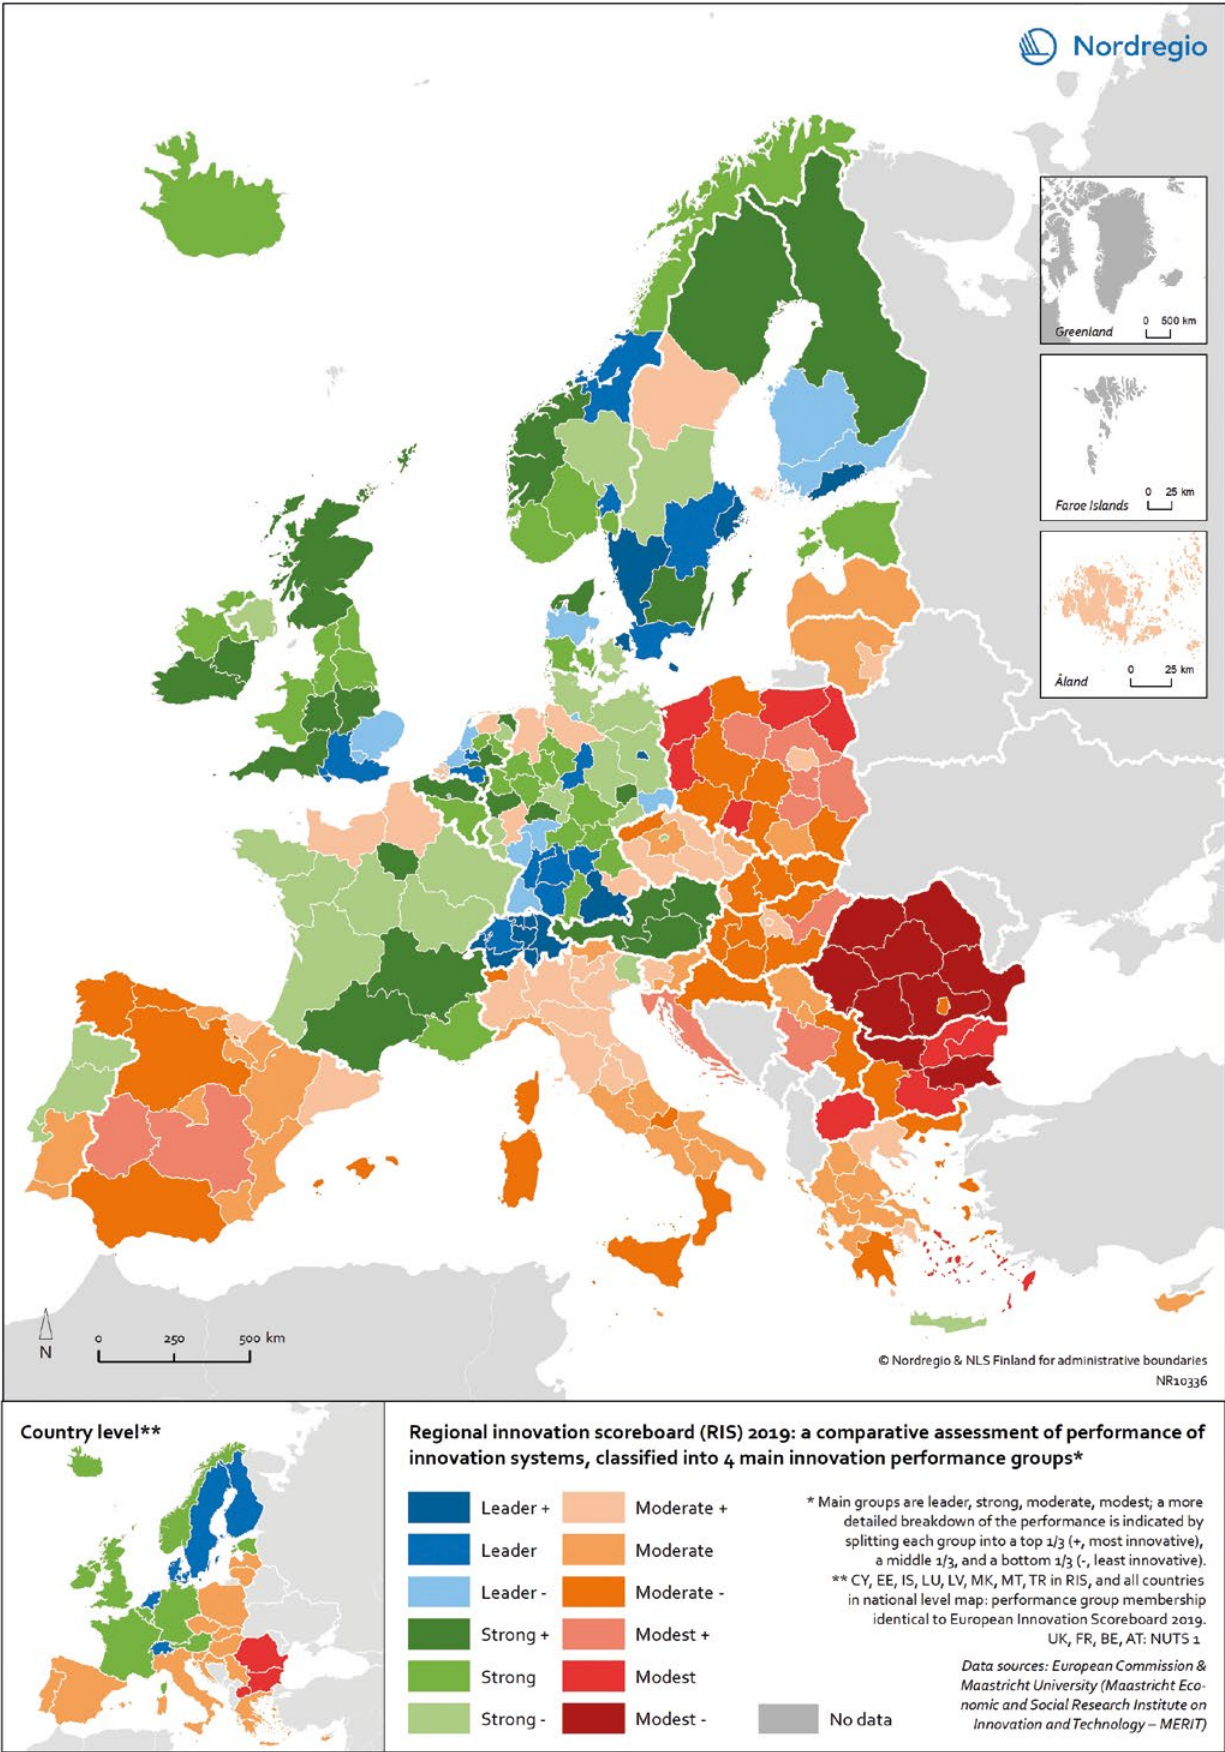 Nordregio
0 500 km
Greenland
0 25 km
Faroe Islands
0 25 km
Åland
N
0 250 500 km
© Nordregio & NLS Finland for administrative boundaries
NR10336
Country level**
Regional innovation scoreboard (RIS) 2019: a comparative assessment of performance of
innovation systems, classified into 4 main innovation performance groups*
Leader +
Leader
Leader -
Strong +
Strong
Strong -
Moderate +
Moderate
Moderate -
Modest +
Modest
Modest -
No data
* Main groups are leader, strong, moderate, modest; a more
detailed breakdown of the performance is indicated by
splitting each group into a top 1/3 (+, most innovative),
a middle 1/3, and a bottom 1/3 (-, least innovative).
** CY, EE, IS, LU, LV, MK, MT, TR in RIS, and all countries
in national level map: performance group membership
identical to European Innovation Scoreboard 2019.
UK, FR, BE, AT: NUTS 1
Data sources: European Commission &
Maastricht University (Maastricht Eco-
nomic and Social Research Institute on
Innovation and Technology – MERIT)